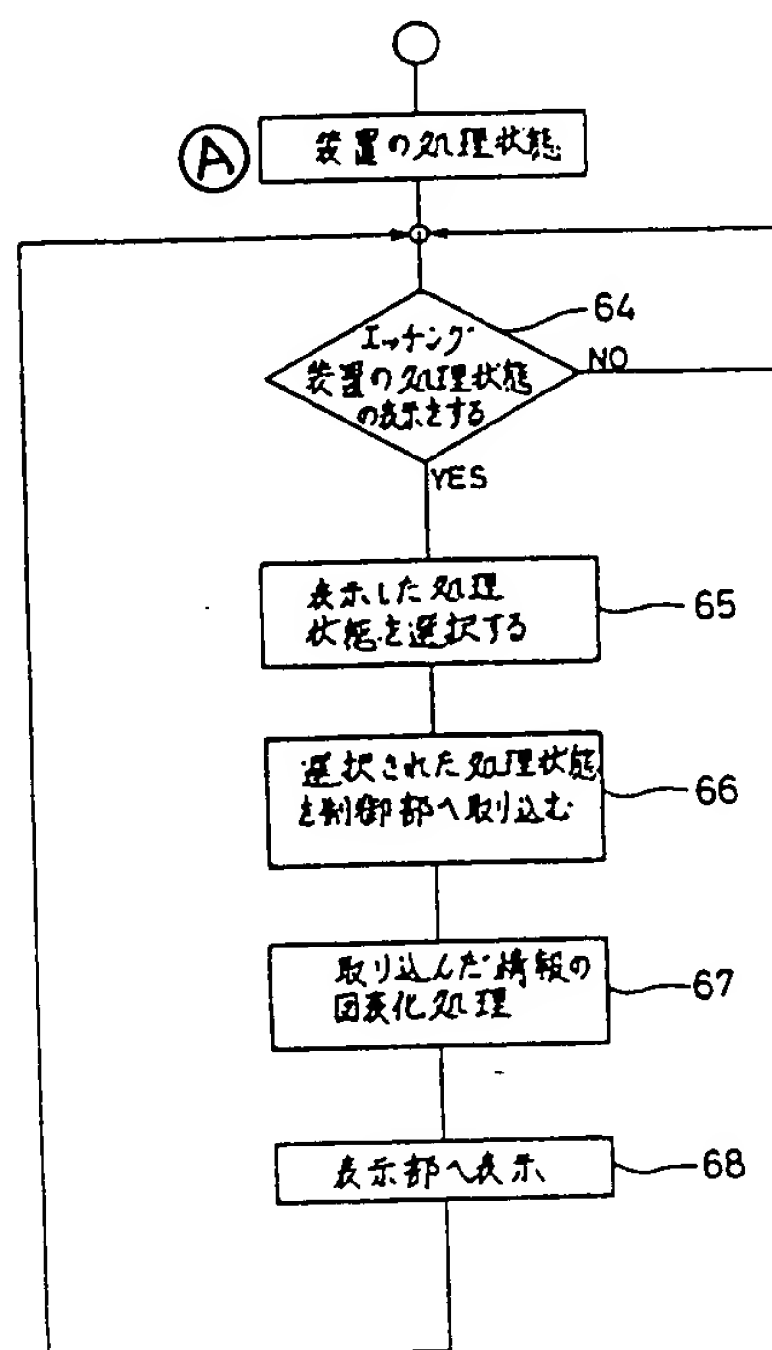 A
装置の処理状態
エッチング
装置の処理状態
の表示をする
64
NO
YES
表示した処理
状態を選択する
65
選択された処理状態
を制御部へ取り込む
66
取り込んだ情報の
図表化処理
67
表示部へ表示
68